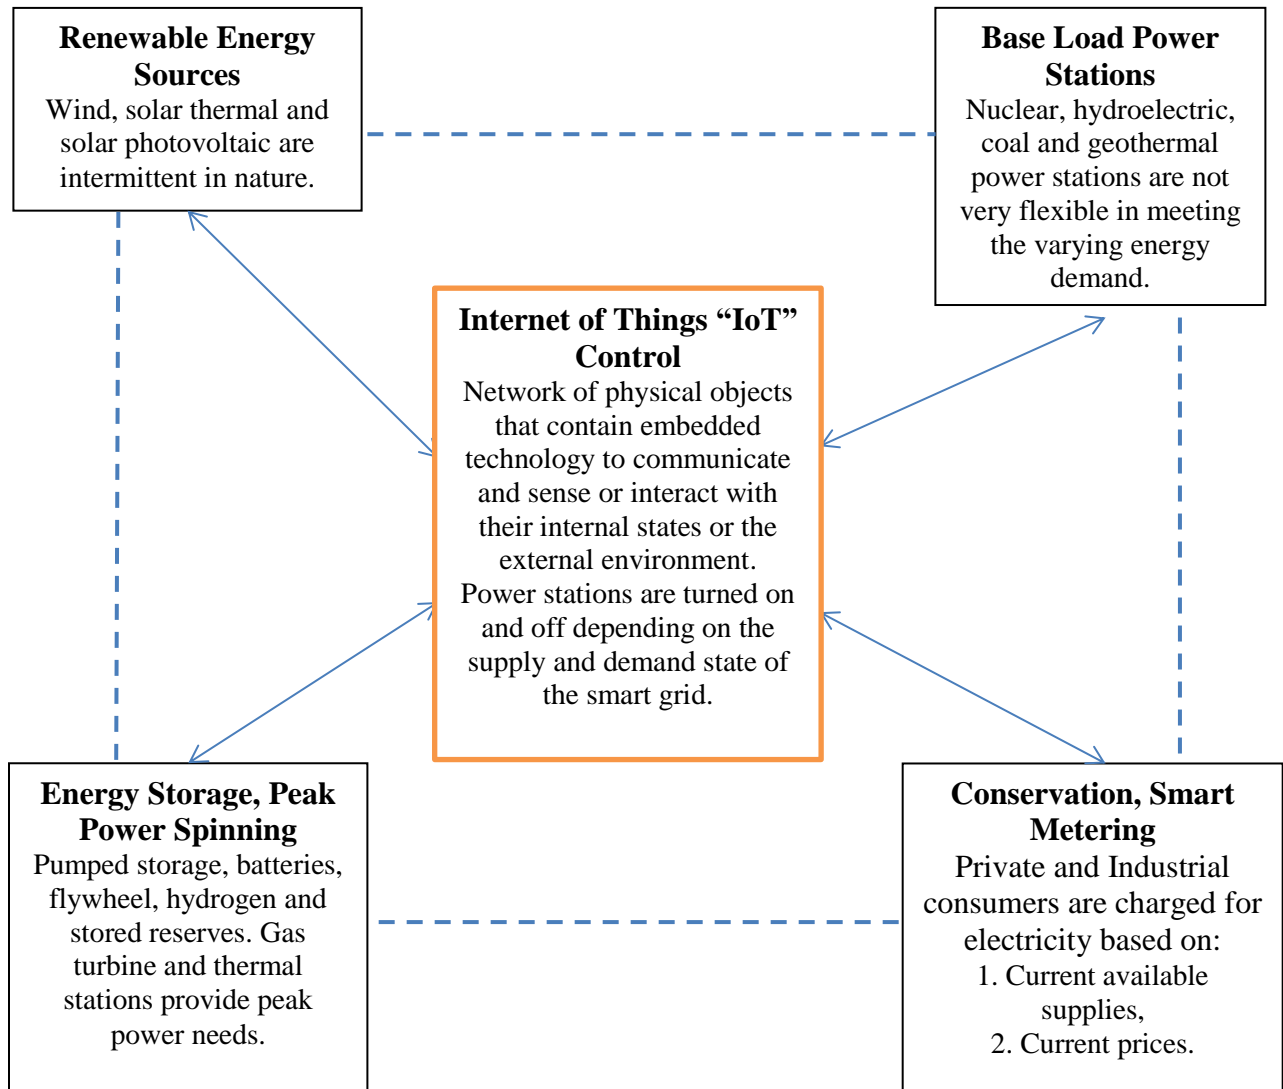 Renewable Energy
Sources
Wind, solar thermal and
solar photovoltaic are
intermittent in nature.
Base Load Power
Stations
Nuclear, hydroelectric,
coal and geothermal
power stations are not
very flexible in meeting
the varying energy
demand.
Internet of Things “IoT”
Control
Network of physical objects
that contain embedded
technology to communicate
and sense or interact with
their internal states or the
external environment.
Power stations are turned on
and off depending on the
supply and demand state of
the smart grid.
Energy Storage, Peak
Power Spinning
Pumped storage, batteries,
flywheel, hydrogen and
stored reserves. Gas
turbine and thermal
stations provide peak
power needs.
Conservation, Smart
Metering
Private and Industrial
consumers are charged for
electricity based on:
1. Current available
supplies,
2. Current prices.